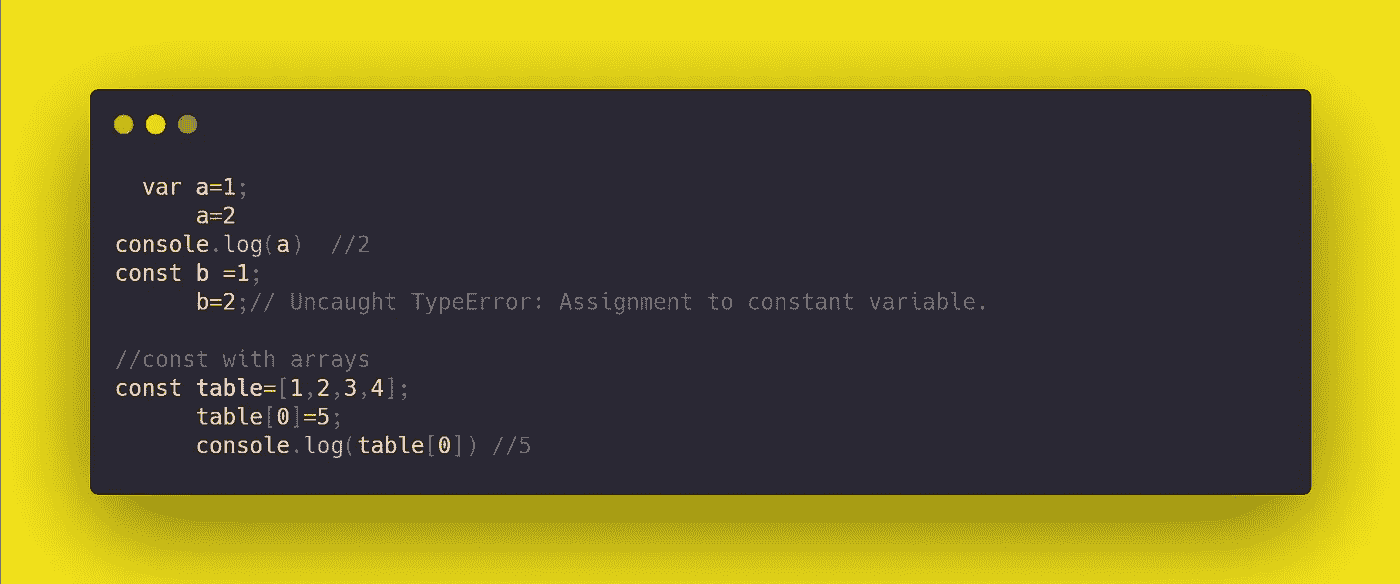 var a=1;
a=2
console.log(a)  //2
const b =1;
b=2;// Uncaught TypeError: Assignment to constant variable.
//const with arrays
const table=[1,2,3,4];
table[0]=5;
console.log(table[0]) //5